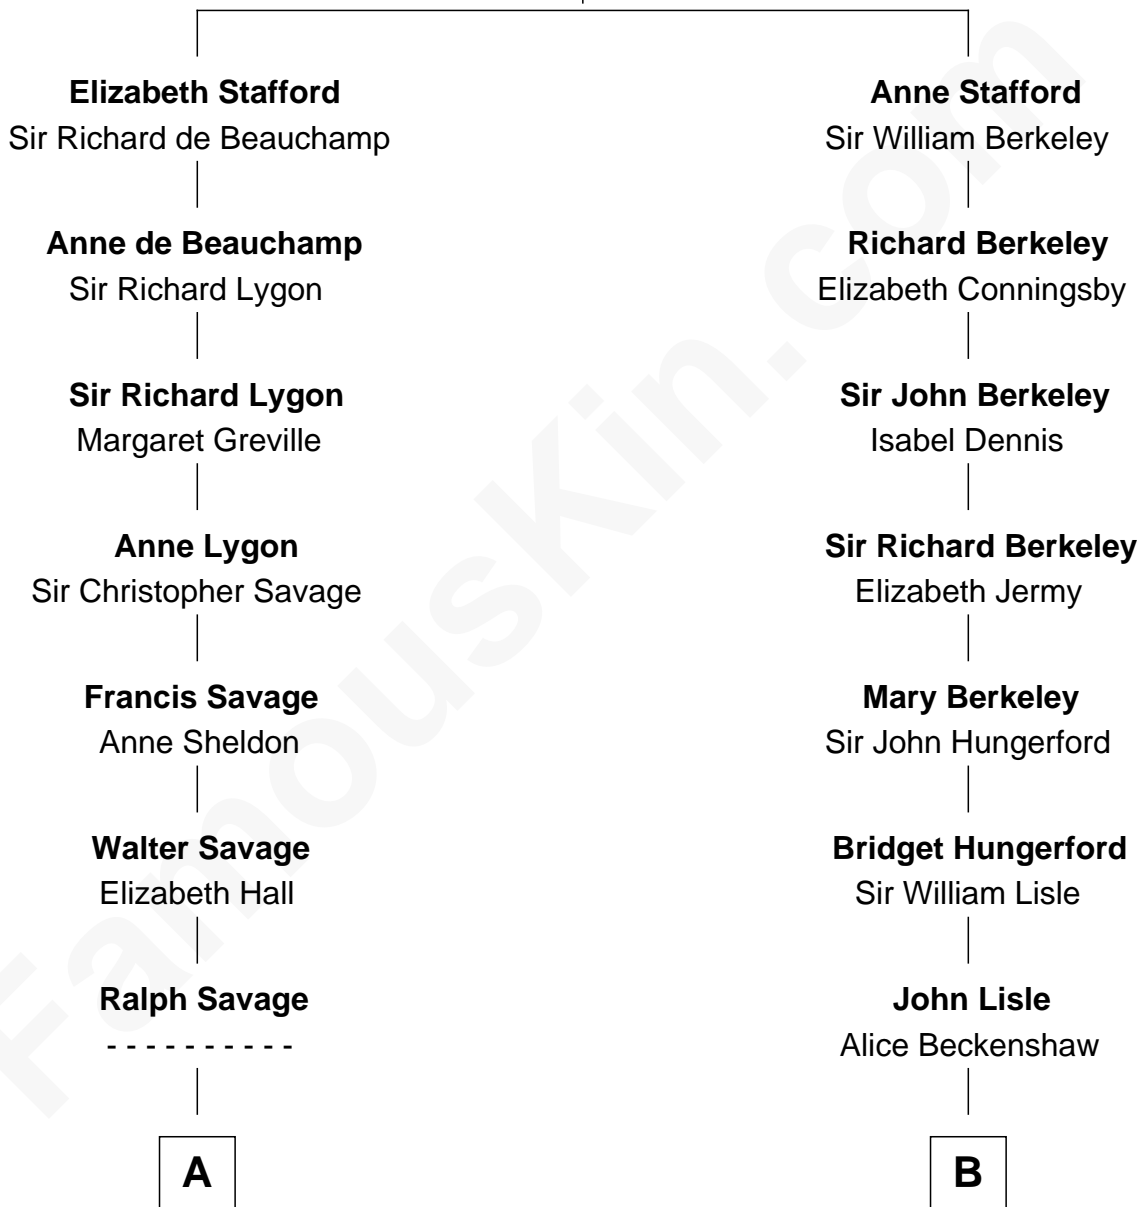 Elizabeth Stafford
Sir Richard de Beauchamp
Anne de Beauchamp
Sir Richard Lygon
Sir Richard Lygon
Margaret Greville
Anne Lygon
Sir Christopher Savage
Francis Savage
Anne Sheldon
Walter Savage
Elizabeth Hall
Ralph Savage
- - - - - - - - - -
A
Anne Stafford
Sir William Berkeley
Richard Berkeley
Elizabeth Conningsby
Sir John Berkeley
Isabel Dennis
Sir Richard Berkeley
Elizabeth Jermy
Mary Berkeley
Sir John Hungerford
Bridget Hungerford
Sir William Lisle
John Lisle
Alice Beckenshaw
B
FamousKin.com